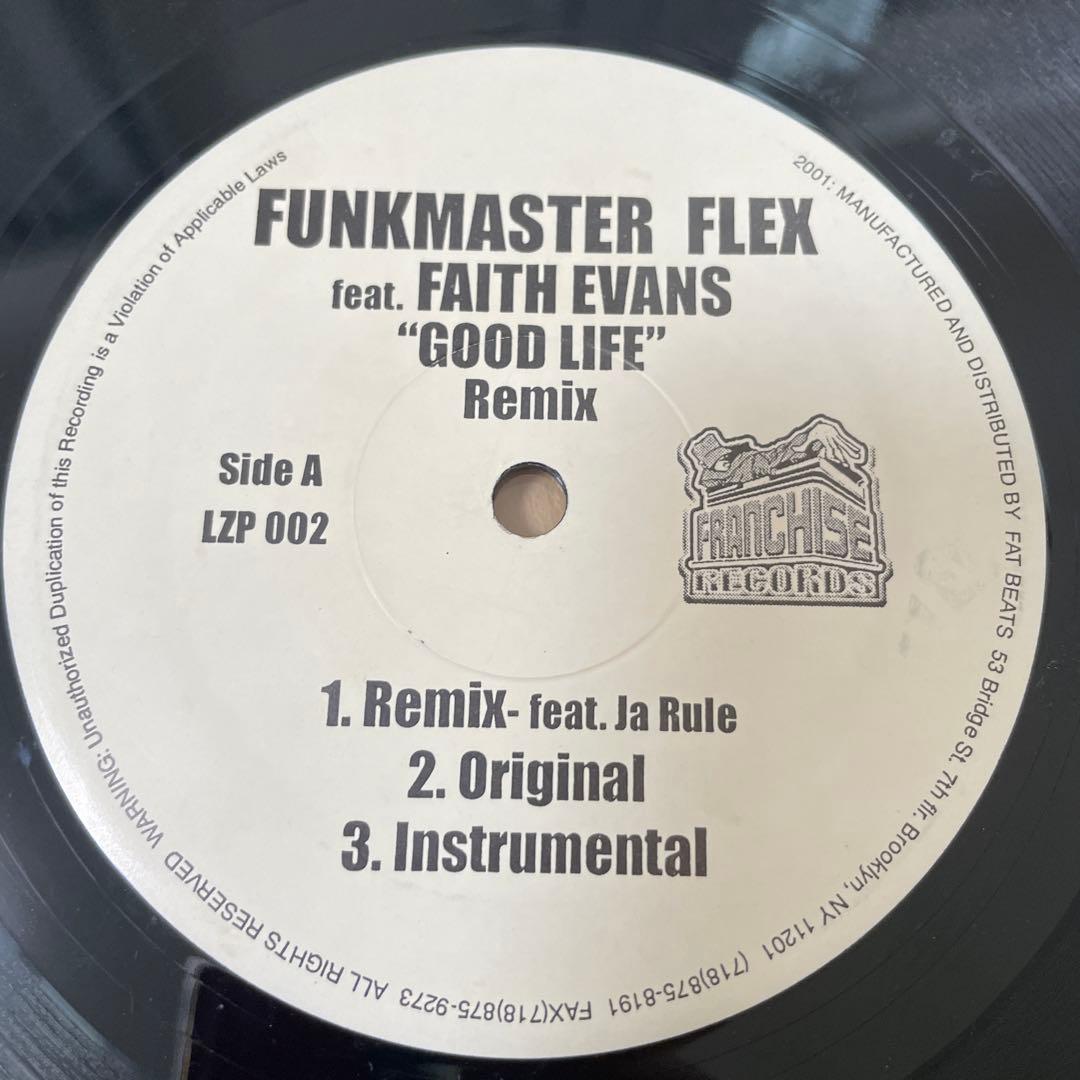 FUNKMASTER FLEX
feat. FAITH EVANS
“GOOD LIFE”
Remix
Side A
LZP 002
FRANCHISE
RECORDS
1. Remix- feat. Ja Rule
2. Original
3. Instrumental
2001: MANUFACTURED AND DISTRIBUTED BY FAT BEATS 53 Bridge St. 7th flr. Brooklyn, NY 11201 (718)875-8191 FAX(718)875-9273 ALL RIGHTS RESERVED WARNING: Unauthorized Duplication of this Recording is a Violation of Applicable Laws